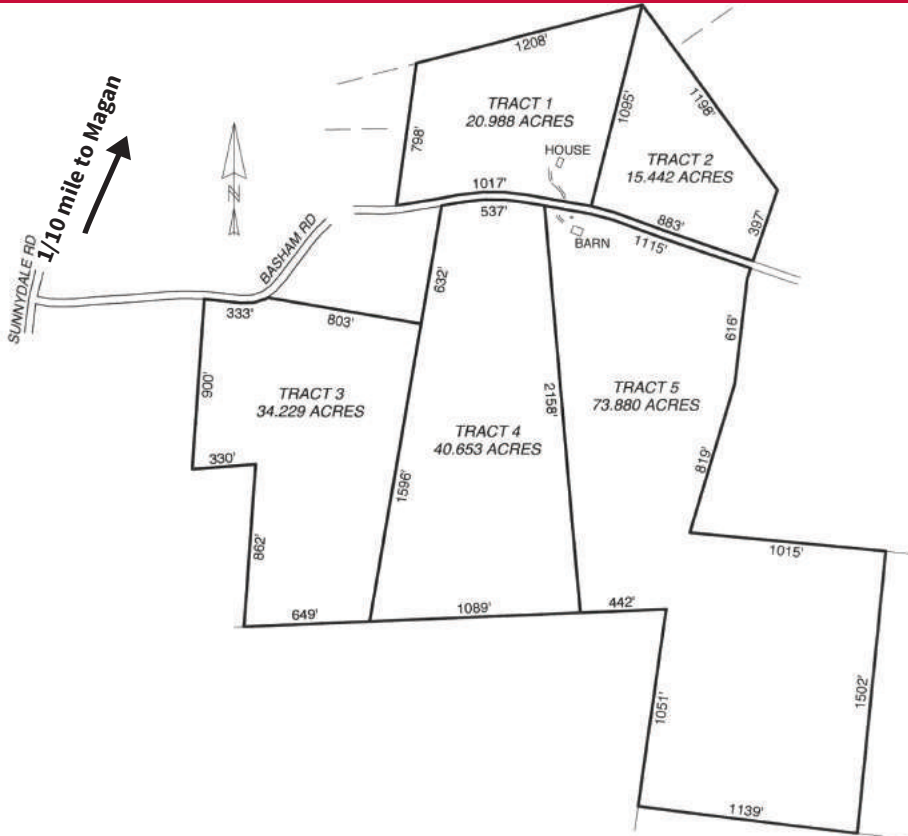 1208'
1/10 mile to Magan
TRACT 1
20.988 ACRES
1095'
1198'
798'
HOUSE
TRACT 2
15.442 ACRES
N
1017'
537'
883'
397'
1115'
BARN
BASHAM RD
SUNNYDALE RD
632'
333'
803'
616'
900'
TRACT 3
34.229 ACRES
2158'
TRACT 5
73.880 ACRES
TRACT 4
40.653 ACRES
330'
1596'
819'
862'
1015'
649'
1089'
442'
1051'
1502'
1139'